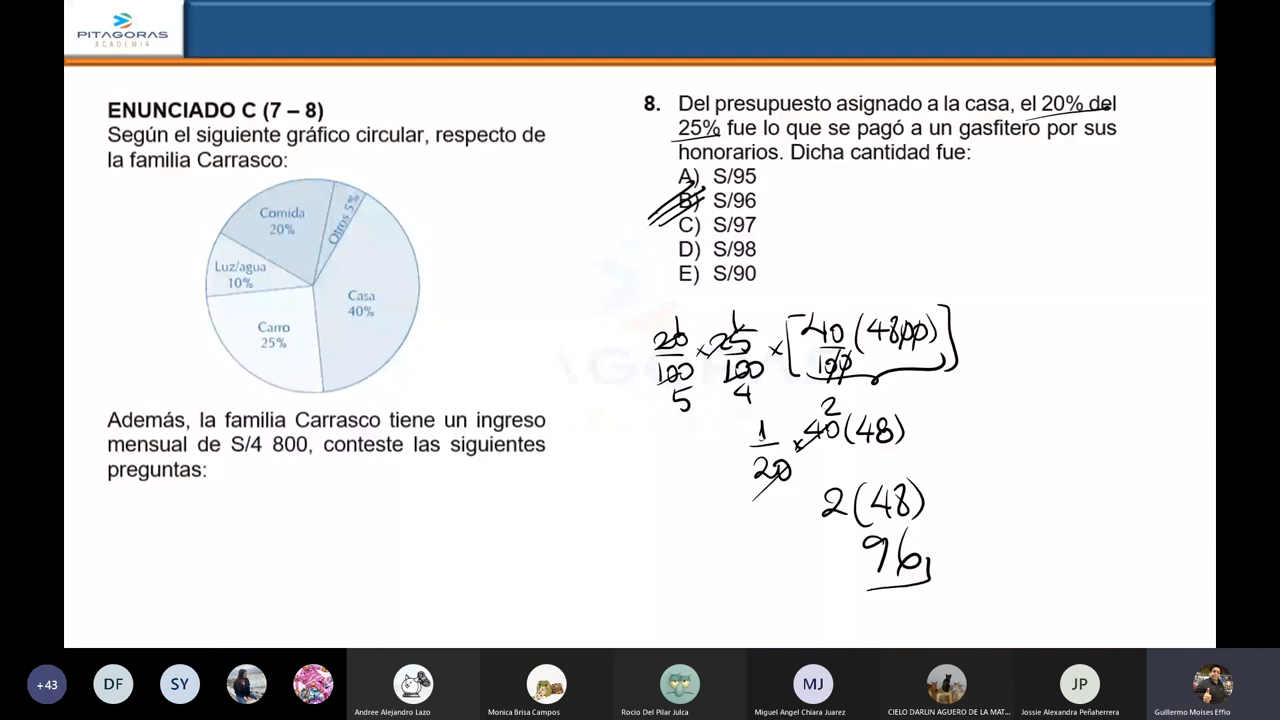 PITAGORAS
ACADEMIA
ENUNCIADO C (7 – 8)
Según el siguiente gráfico circular, respecto de
la familia Carrasco:
Comida
20%
Otros 5%
Luz/agua
10%
Casa
40%
Carro
25%
Además, la familia Carrasco tiene un ingreso
mensual de S/4 800, conteste las siguientes
preguntas:
8. Del presupuesto asignado a la casa, el 20% del
25% fue lo que se pagó a un gasfitero por sus
honorarios. Dicha cantidad fue:
A) S/95
B) S/96
C) S/97
D) S/98
E) S/90
1 1
20/100 x 25/100 x [40/100 (4800)]
5 4
2
1/20 x 40(48)
2(48)
96
+43
DF
SY
MJ
JP
Andree Alejandro Lazo
Monica Brisa Campos
Rocio Del Pilar Julca
Miguel Angel Chiara Juarez
CIELO DARLIN AGUERO DE LA MAT...
Jossie Alexandra Peñaherrera
Guillermo Moises Effio